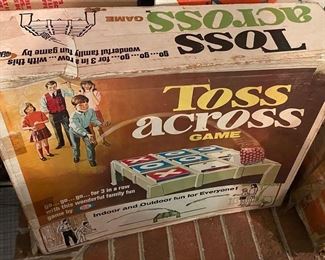 TOSS
across
GAME
go... go... go... for 3 in a row... with this
wonderful family fun game by
Toss
across
GAME
go... go... go... for 3 in a row
with this wonderful family fun
game by
Indoor and Outdoor fun for Everyone!